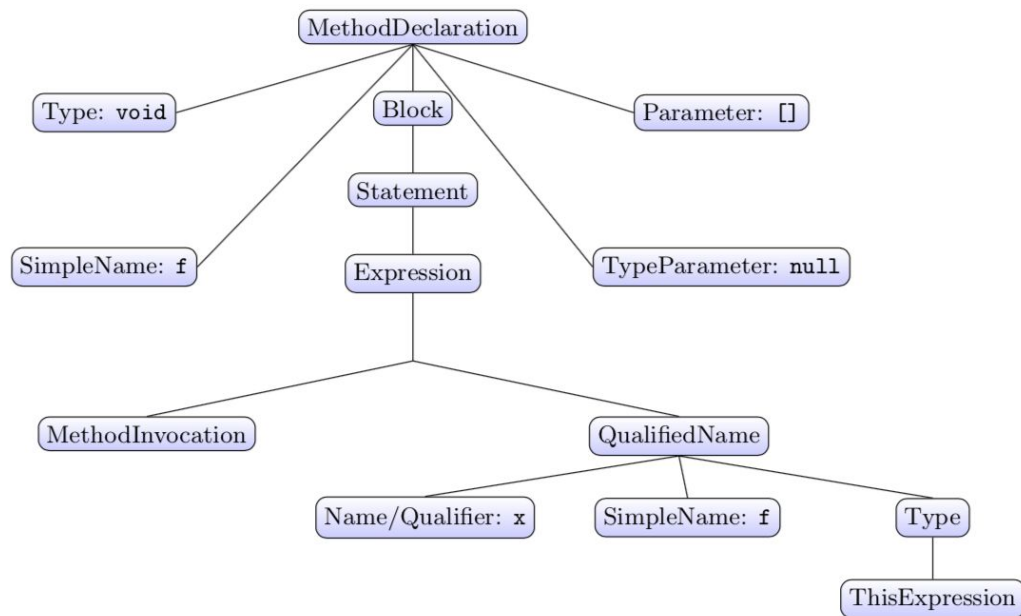 MethodDeclaration
Type: void
Block
Parameter: []
Statement
SimpleName: f
Expression
TypeParameter: null
MethodInvocation
QualifiedName
Name/Qualifier: x
SimpleName: f
Type
ThisExpression